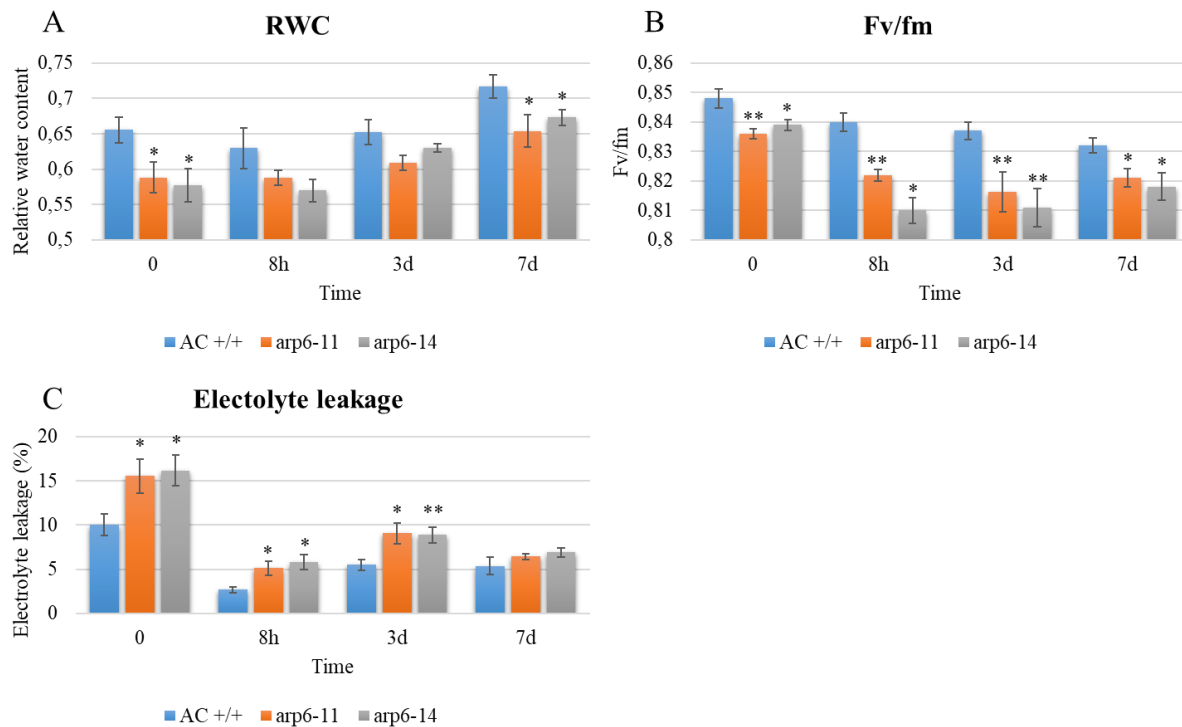 A
RWC
Relative water content
0,75
0,7
0,65
0,6
0,55
0,5
*
*
*
*
0
8h
3d
7d
Time
AC +/+ arp6-11 arp6-14
B
Fv/fm
Fv/fm
0,86
0,85
0,84
0,83
0,82
0,81
0,8
**
*
**
*
**
**
*
*
0
8h
3d
7d
Time
AC +/+ arp6-11 arp6-14
C
Electolyte leakage
Electrolyte leakage (%)
20
15
10
5
0
*
*
*
*
*
**
0
8h
3d
7d
Time
AC +/+ arp6-11 arp6-14